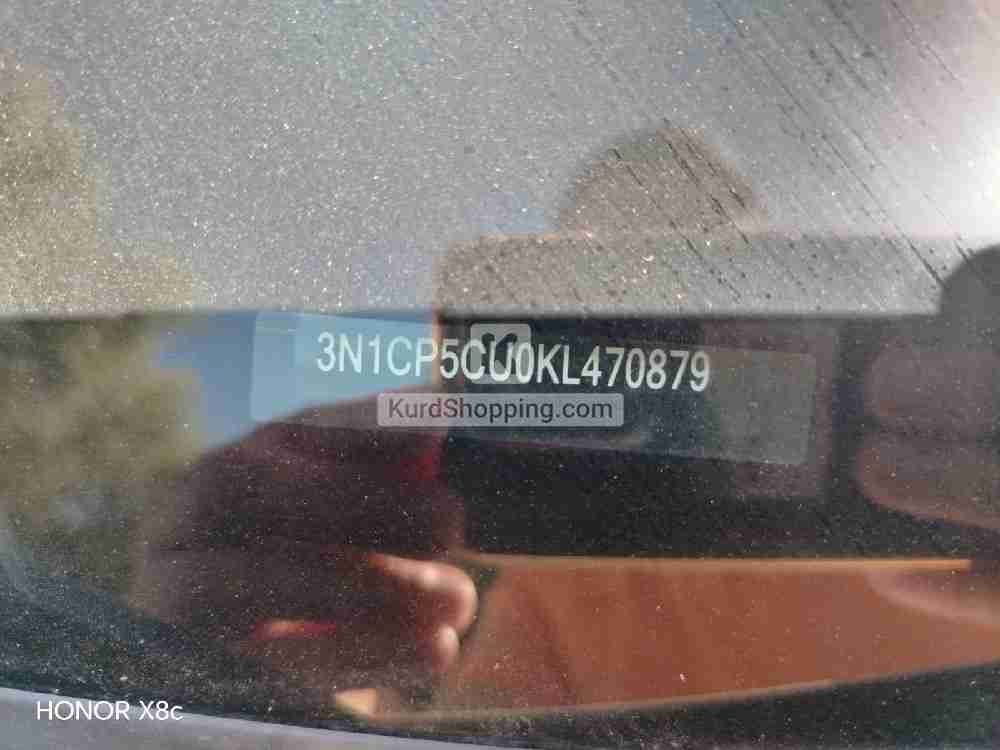 3N1CP5CU0KL470879
KurdShopping.com
HONOR X8c